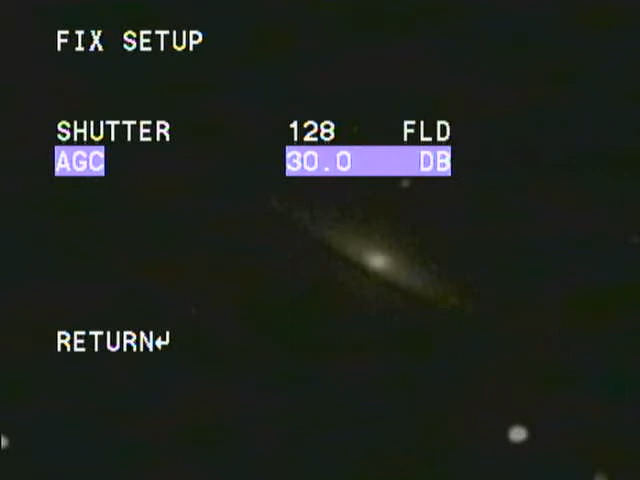 FIX SETUP
SHUTTER 128 FLD
AGC 30.0 DB
RETURN↵